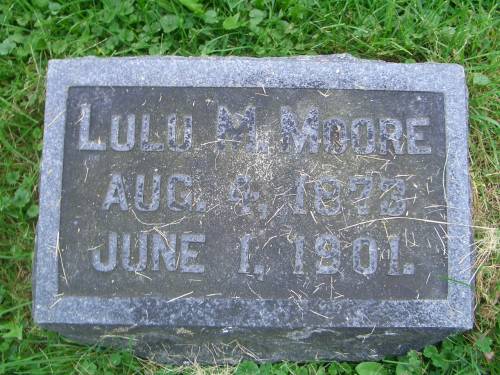 LULU M. MOORE
AUG. 4, 1873
JUNE 1, 1901.